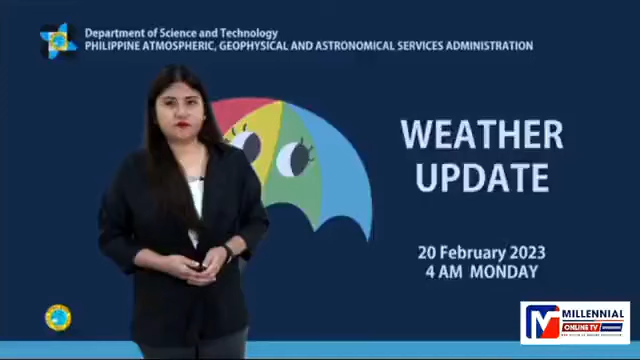 Department of Science and Technology
PHILIPPINE ATMOSPHERIC, GEOPHYSICAL AND ASTRONOMICAL SERVICES ADMINISTRATION
WEATHER
UPDATE
20 February 2023
4 AM MONDAY
MILLENNIAL
ONLINE TV